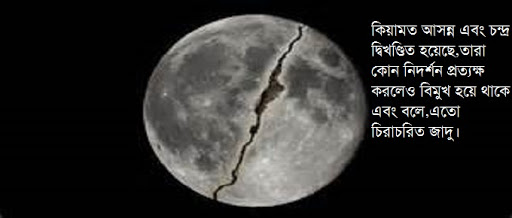 কিয়ামত আসন্ন এবং চন্দ্র
দ্বিখণ্ডিত হয়েছে,তারা
কোন নিদর্শন প্রত্যক্ষ
করলেও বিমুখ হয়ে থাকে
এবং বলে,এতো
চিরাচরিত জাদু।